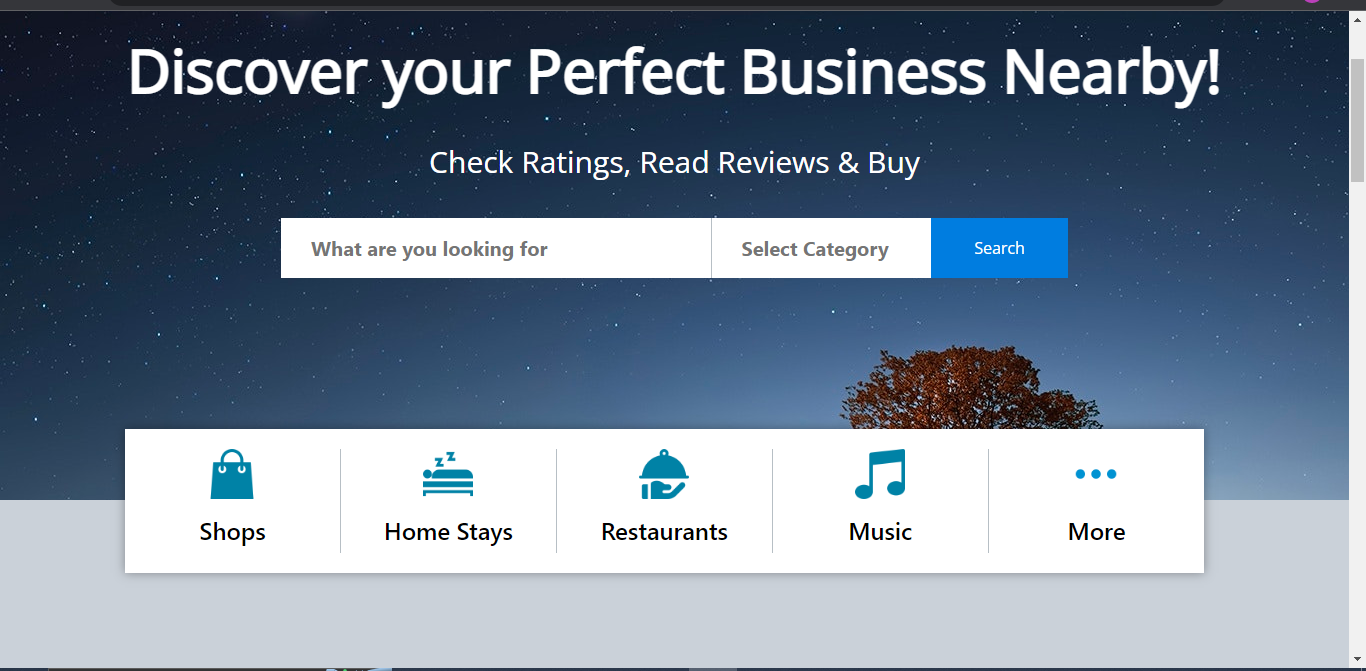 Discover your Perfect Business Nearby!
Check Ratings, Read Reviews & Buy
What are you looking for
Select Category
Search
Shops
Home Stays
Restaurants
Music
More